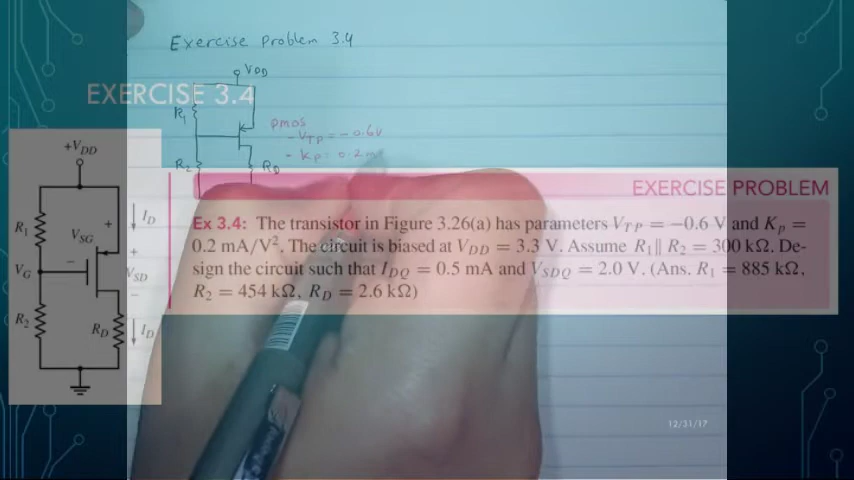 Exercise Problem 3.4
VDD
EXERCISE 3.4
R1
pmos
- VTP = -0.6V
R2
RD
- Kp = 0.2m
+VDD
EXERCISE PROBLEM
R1
VSG
+
ID
Ex 3.4: The transistor in Figure 3.26(a) has parameters VTP = −0.6 V and Kp =
0.2 mA/V². The circuit is biased at VDD = 3.3 V. Assume R1‖R2 = 300 kΩ. De-
sign the circuit such that IDQ = 0.5 mA and VSDQ = 2.0 V. (Ans. R1 = 885 kΩ,
R2 = 454 kΩ, RD = 2.6 kΩ)
VG
−
+
VSD
−
R2
RD
ID
12/31/17